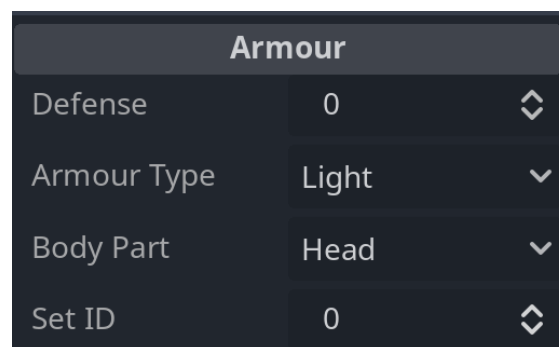 Armour
Defense 0
Armour Type Light
Body Part Head
Set ID 0